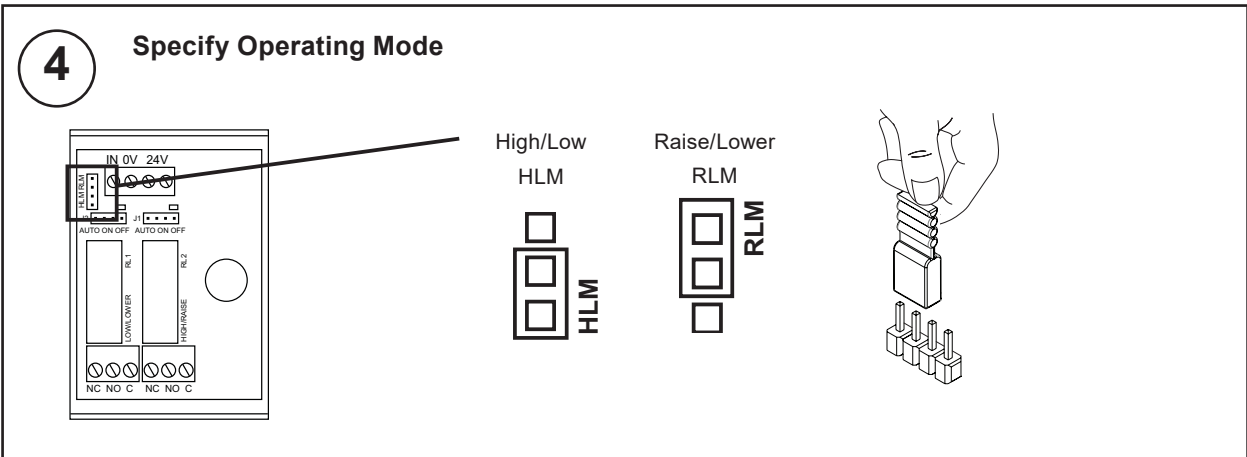 4
Specify Operating Mode
High/Low
HLM
Raise/Lower
RLM
HLM
RLM
IN 0V 24V
HLM RLM
J1
AUTO ON OFF AUTO ON OFF
LOW/LOWER RL1
HIGH/RAISE RL2
NC NO C NC NO C